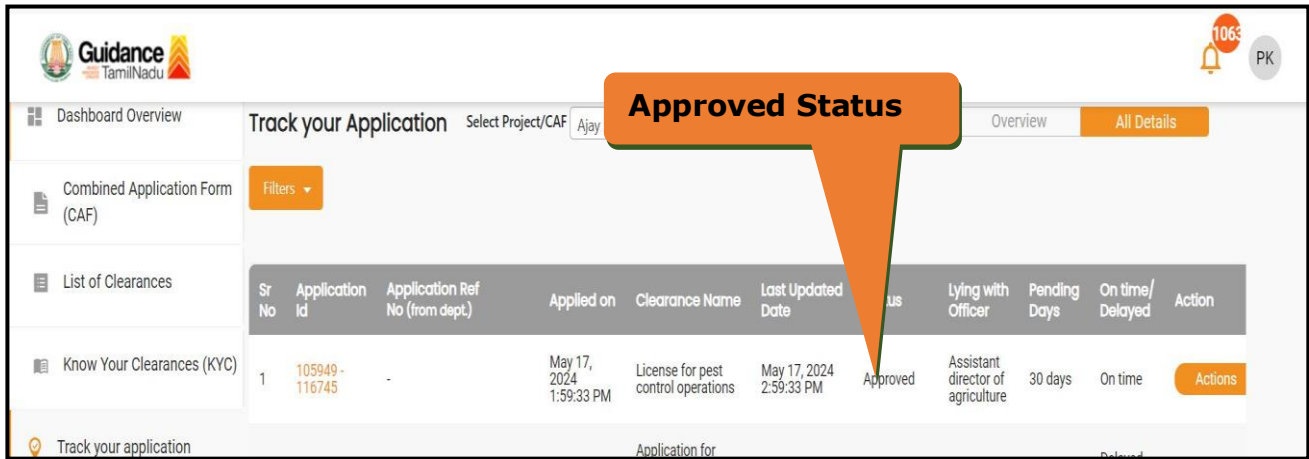 Guidance
TamilNadu
1063
PK
Dashboard Overview
Track your Application Select Project/CAF Ajay
Approved Status
Overview All Details
Combined Application Form
(CAF)
Filters
List of Clearances
Sr No Application Id Application Ref No (from dept.) Applied on Clearance Name Last Updated Date tus Lying with Officer Pending Days On time/ Delayed Action
Know Your Clearances (KYC)
1 105949 - 116745 - May 17, 2024 1:59:33 PM License for pest control operations May 17, 2024 2:59:33 PM Approved Assistant director of agriculture 30 days On time Actions
Track your application
Application for
Delayed